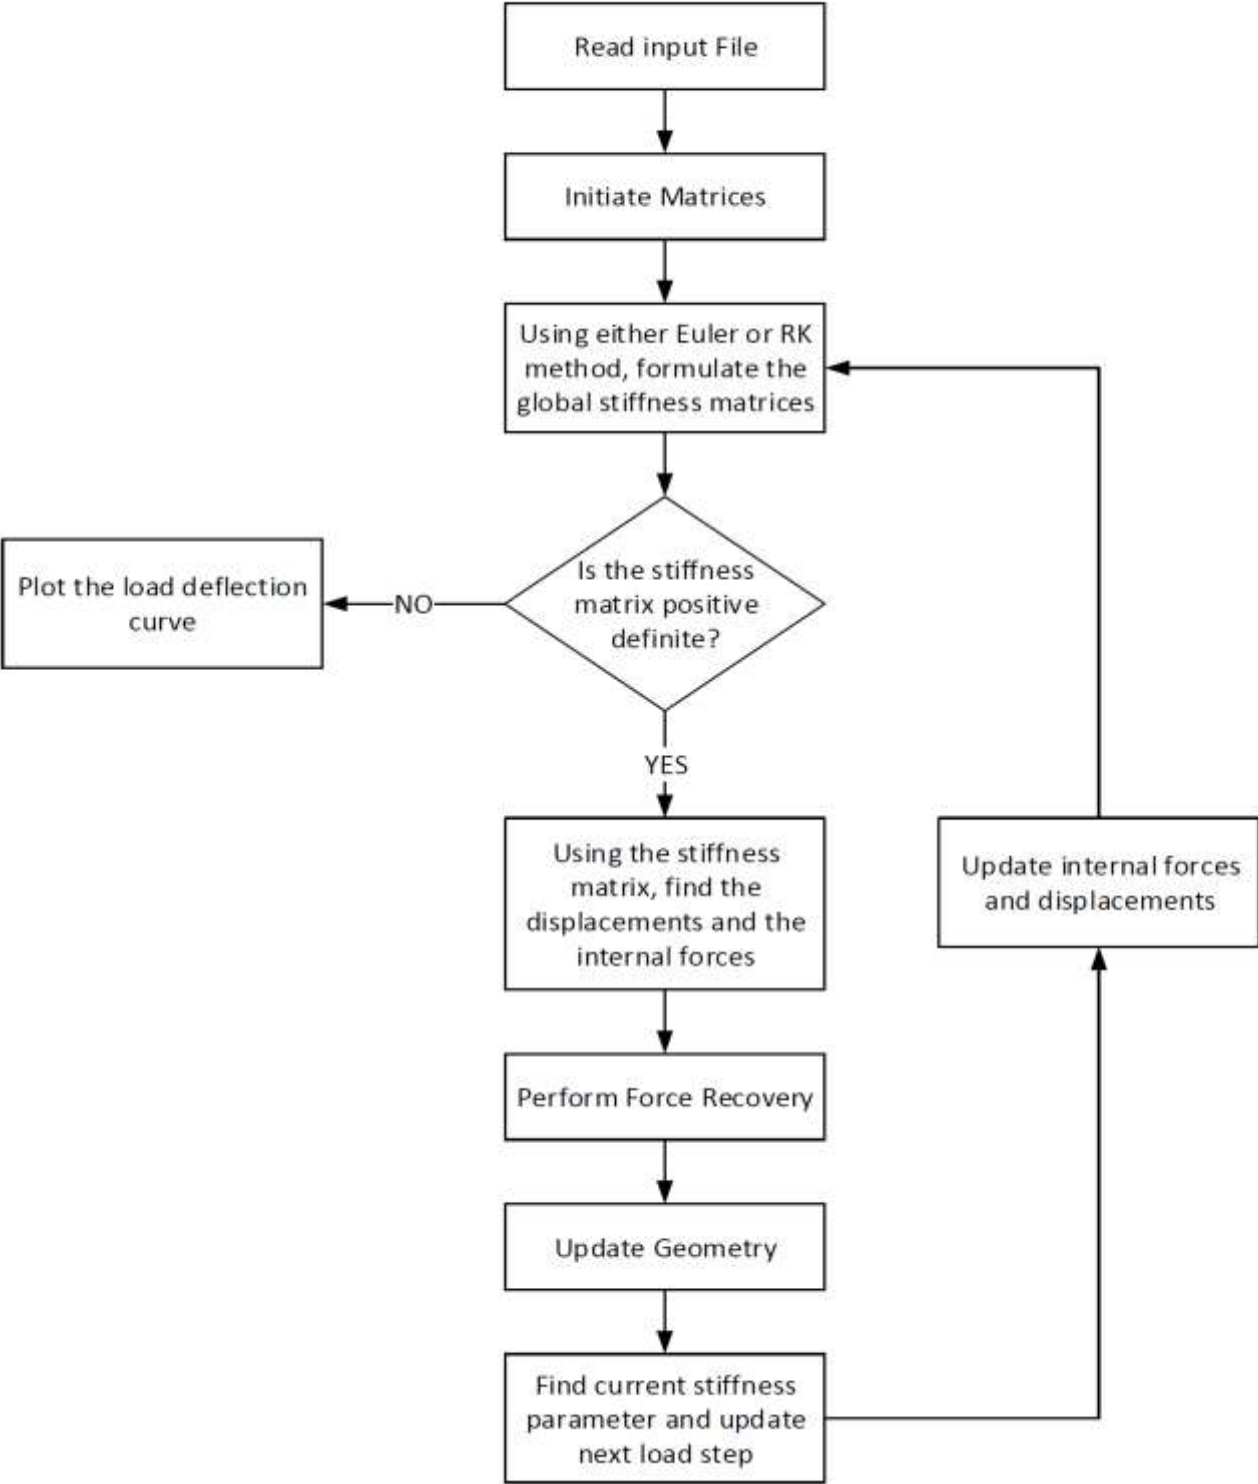 Read input File
Initiate Matrices
Using either Euler or RK
method, formulate the
global stiffness matrices
Is the stiffness
matrix positive
definite?
NO
Plot the load deflection
curve
YES
Using the stiffness
matrix, find the
displacements and the
internal forces
Perform Force Recovery
Update Geometry
Find current stiffness
parameter and update
next load step
Update internal forces
and displacements